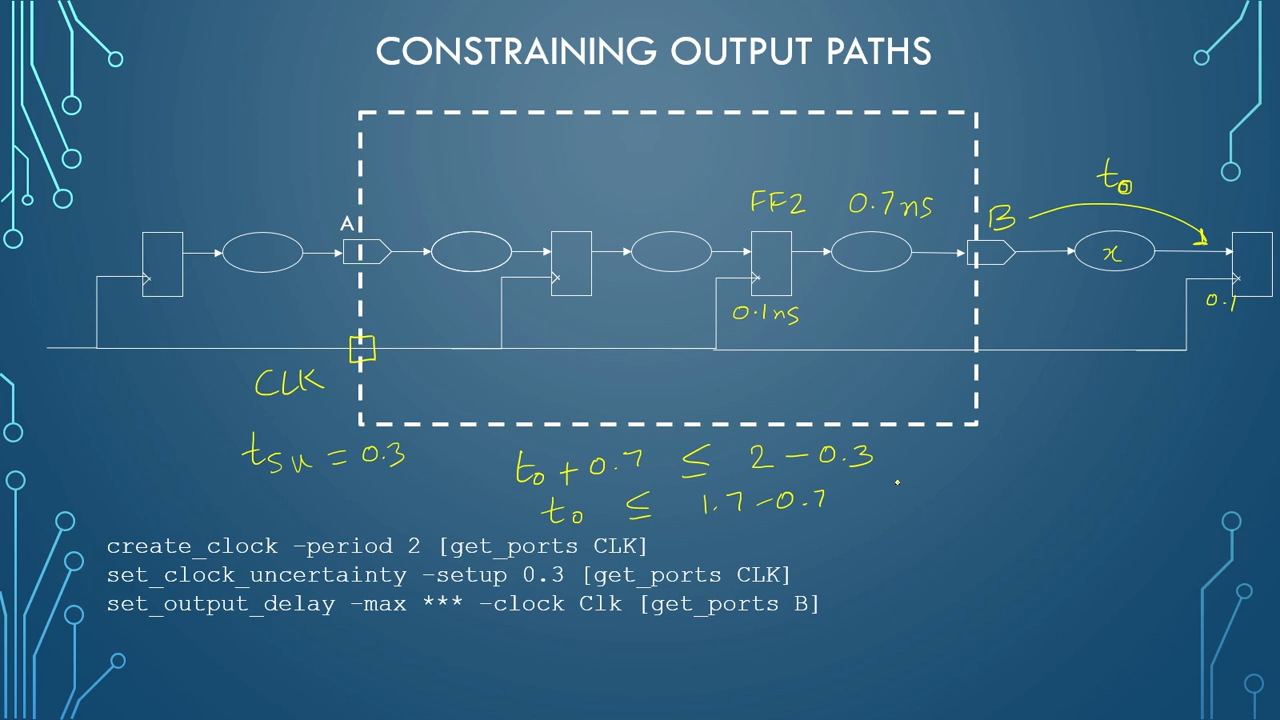 CONSTRAINING OUTPUT PATHS
t₀
FF2 0.7ns
A
B
x
0.1ns
0.1
CLK
tsu = 0.3
t₀ + 0.7 ≤ 2 - 0.3
t₀ ≤ 1.7 - 0.7
create_clock –period 2 [get_ports CLK]
set_clock_uncertainty –setup 0.3 [get_ports CLK]
set_output_delay –max *** –clock Clk [get_ports B]